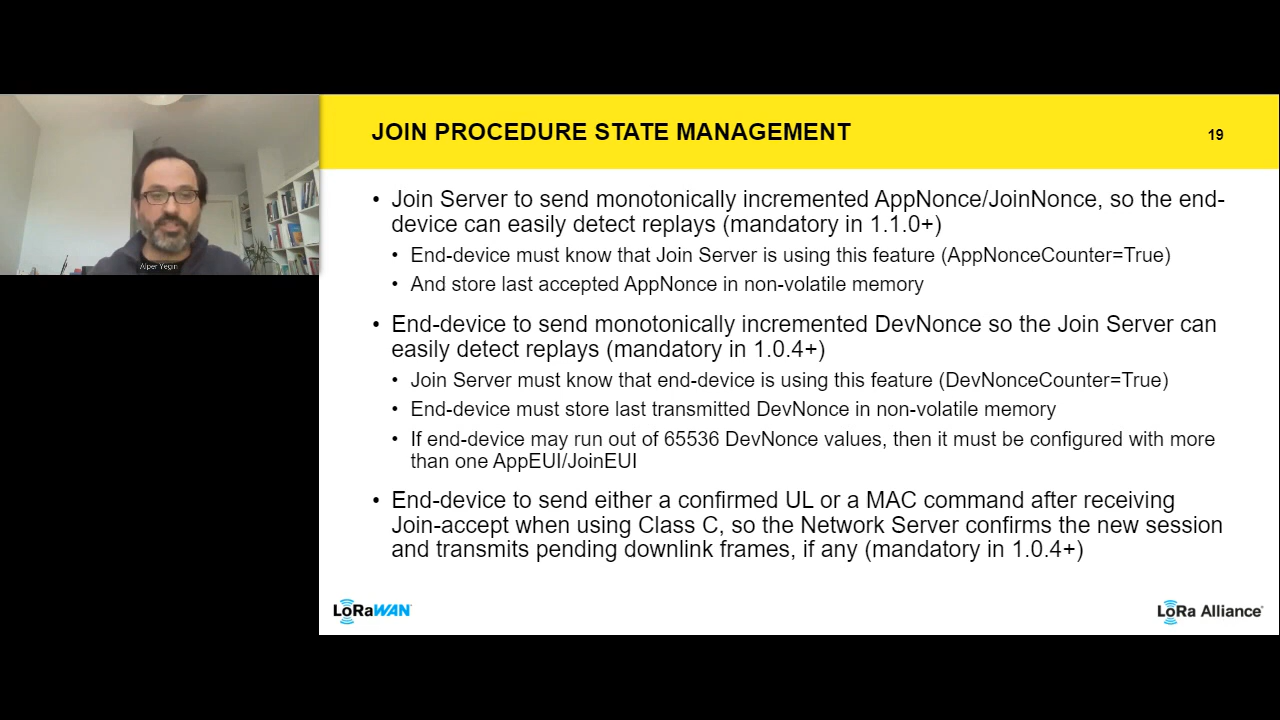 JOIN PROCEDURE STATE MANAGEMENT
19
• Join Server to send monotonically incremented AppNonce/JoinNonce, so the end-
device can easily detect replays (mandatory in 1.1.0+)
• End-device must know that Join Server is using this feature (AppNonceCounter=True)
• And store last accepted AppNonce in non-volatile memory
• End-device to send monotonically incremented DevNonce so the Join Server can
easily detect replays (mandatory in 1.0.4+)
• Join Server must know that end-device is using this feature (DevNonceCounter=True)
• End-device must store last transmitted DevNonce in non-volatile memory
• If end-device may run out of 65536 DevNonce values, then it must be configured with more
than one AppEUI/JoinEUI
• End-device to send either a confirmed UL or a MAC command after receiving
Join-accept when using Class C, so the Network Server confirms the new session
and transmits pending downlink frames, if any (mandatory in 1.0.4+)
Alper Yegin
LoRaWAN
LoRa Alliance